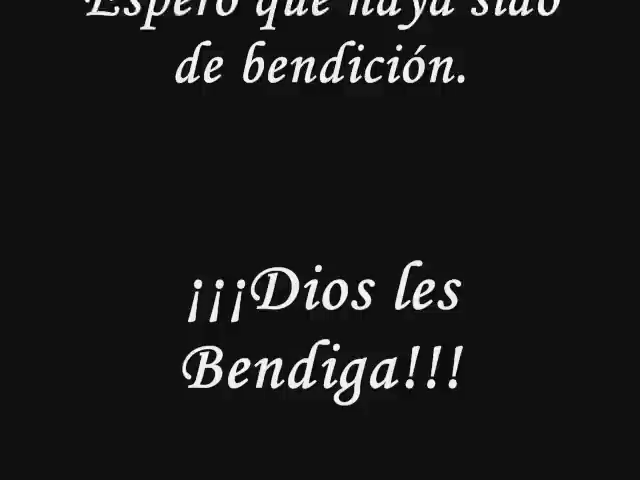 Espero que haya sido
de bendición.
¡¡¡Dios les
Bendiga!!!